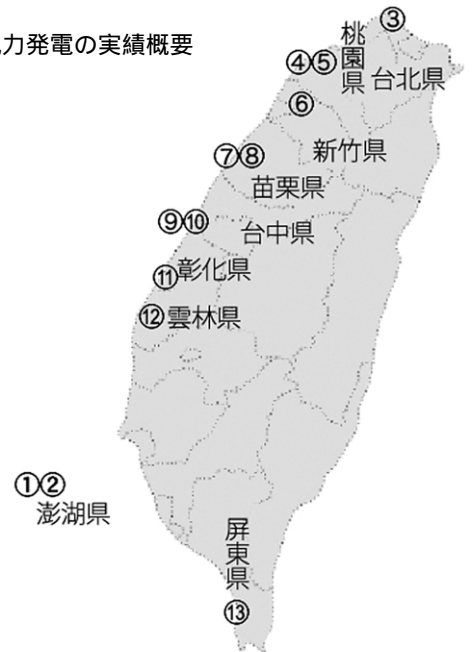 力発電の実績概要
③
桃園県
④⑤
台北県
⑥
新竹県
⑦⑧
苗栗県
⑨⑩
台中県
⑪彰化県
⑫雲林県
①②
澎湖県
屏東県
⑬